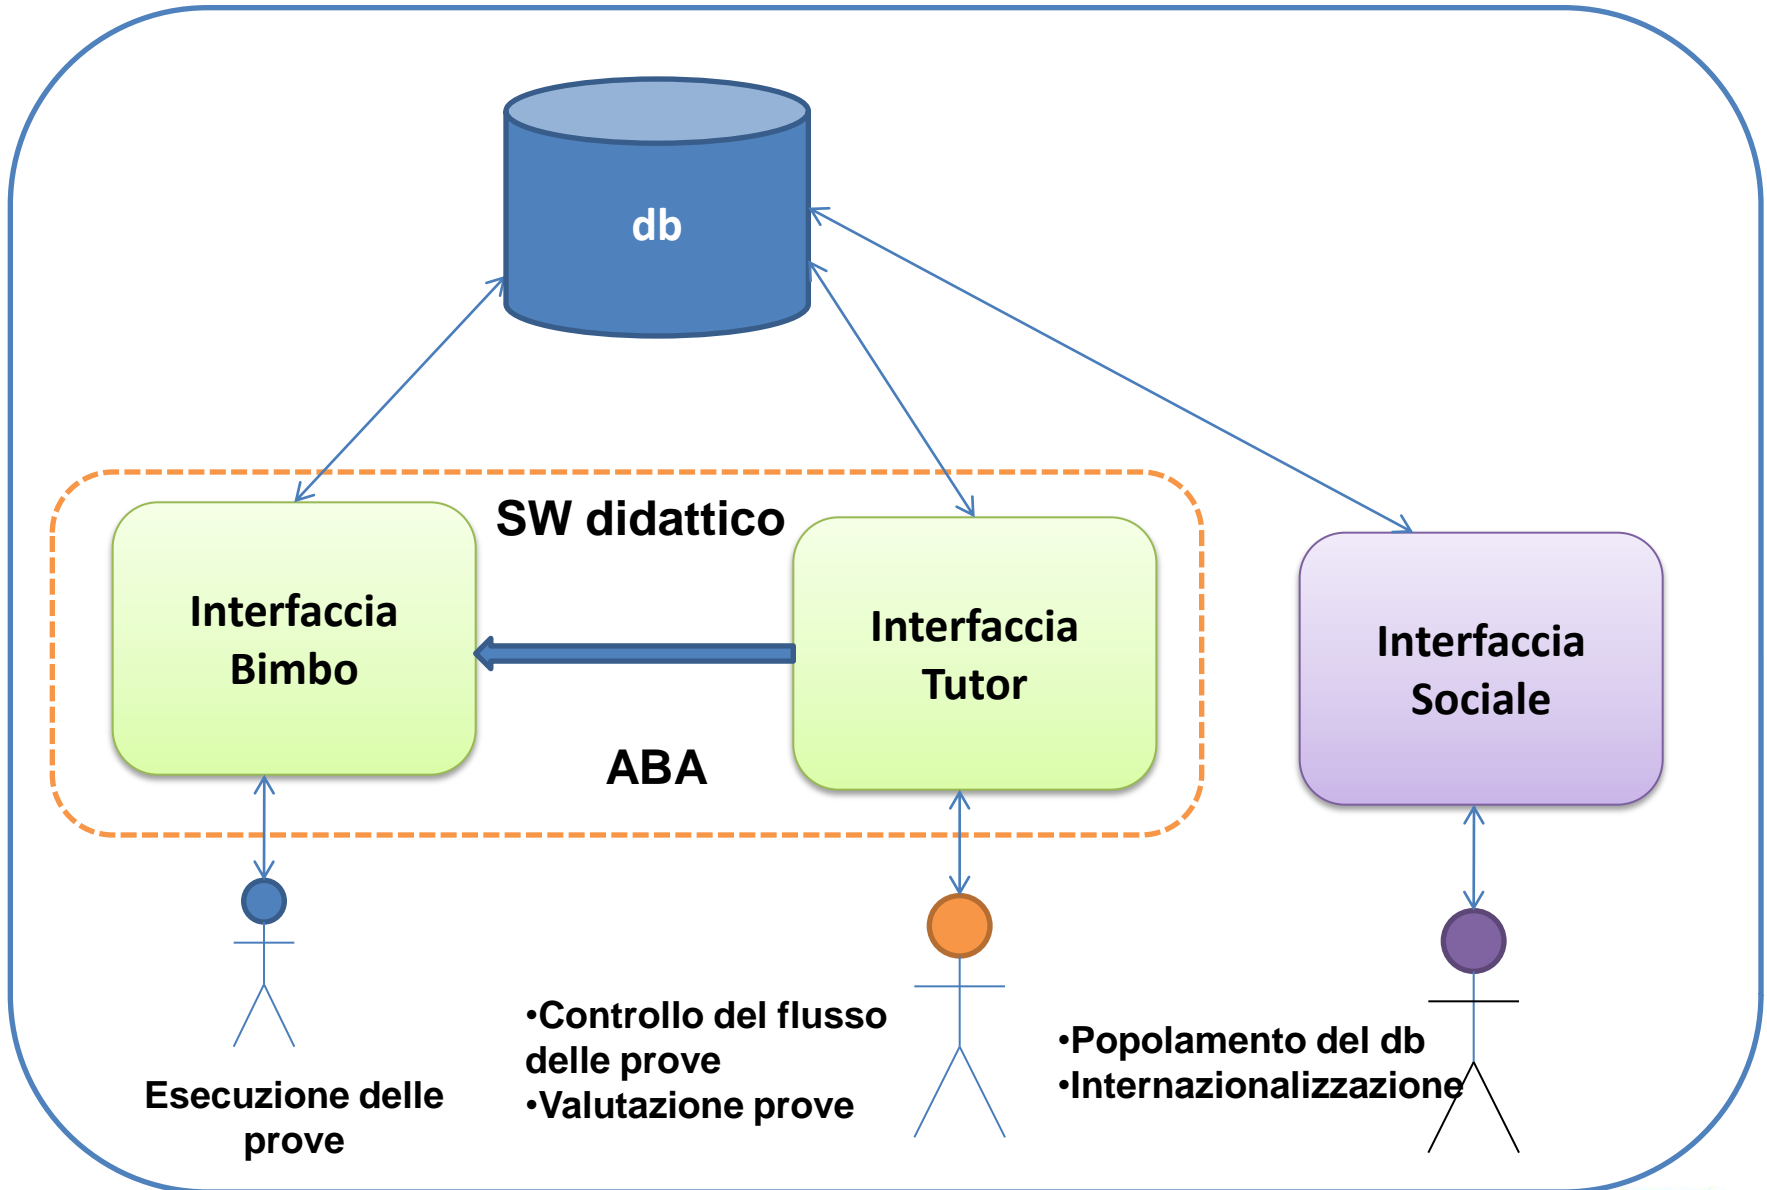 db
SW didattico
Interfaccia
Bimbo
Interfaccia
Tutor
Interfaccia
Sociale
ABA
Esecuzione delle
prove
•Controllo del flusso
delle prove
•Valutazione prove
•Popolamento del db
•Internazionalizzazione